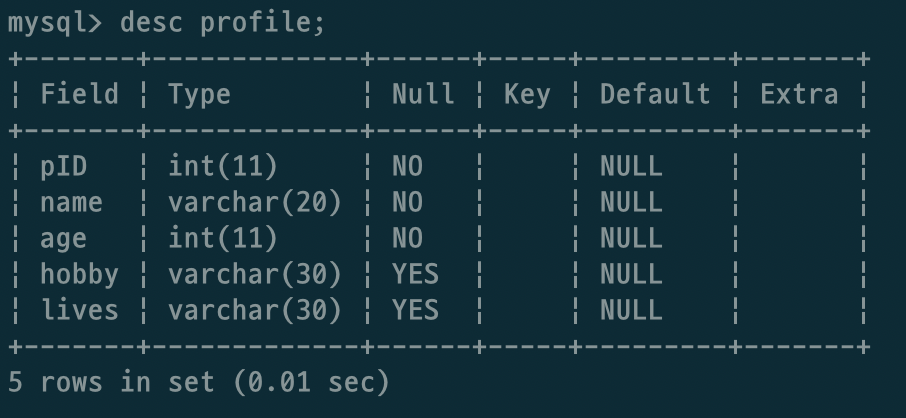 mysql> desc profile;
+-------+-------------+------+-----+---------+-------+
| Field | Type        | Null | Key | Default | Extra |
+-------+-------------+------+-----+---------+-------+
| pID   | int(11)     | NO   |     | NULL    |       |
| name  | varchar(20) | NO   |     | NULL    |       |
| age   | int(11)     | NO   |     | NULL    |       |
| hobby | varchar(30) | YES  |     | NULL    |       |
| lives | varchar(30) | YES  |     | NULL    |       |
+-------+-------------+------+-----+---------+-------+
5 rows in set (0.01 sec)